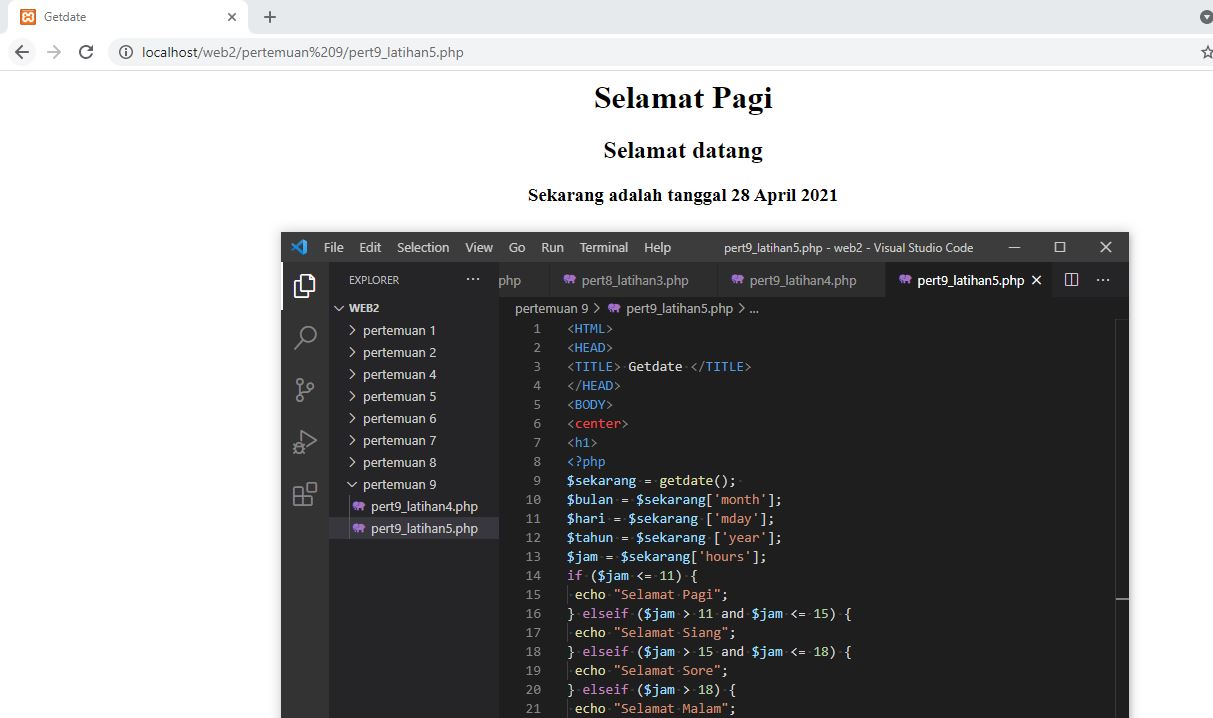 Getdate
localhost/web2/pertemuan%209/pert9_latihan5.php
Selamat Pagi
Selamat datang
Sekarang adalah tanggal 28 April 2021
File Edit Selection View Go Run Terminal Help pert9_latihan5.php - web2 - Visual Studio Code
EXPLORER ···
php pert8_latihan3.php pert9_latihan4.php pert9_latihan5.php ···
WEB2
pertemuan 1
pertemuan 2
pertemuan 4
pertemuan 5
pertemuan 6
pertemuan 7
pertemuan 8
pertemuan 9
pert9_latihan4.php
pert9_latihan5.php
pertemuan 9 > pert9_latihan5.php > ...
1 <HTML>
2 <HEAD>
3 <TITLE> Getdate </TITLE>
4 </HEAD>
5 <BODY>
6 <center>
7 <h1>
8 <?php
9 $sekarang = getdate();
10 $bulan = $sekarang['month'];
11 $hari = $sekarang ['mday'];
12 $tahun = $sekarang ['year'];
13 $jam = $sekarang['hours'];
14 if ($jam <= 11) {
15 echo "Selamat Pagi";
16 } elseif ($jam > 11 and $jam <= 15) {
17 echo "Selamat Siang";
18 } elseif ($jam > 15 and $jam <= 18) {
19 echo "Selamat Sore";
20 } elseif ($jam > 18) {
21 echo "Selamat Malam";